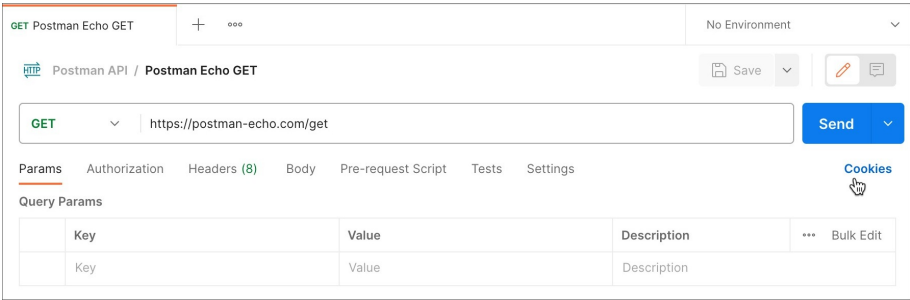 GET Postman Echo GET No Environment
HTTP Postman API / Postman Echo GET Save
GET https://postman-echo.com/get Send
Params Authorization Headers (8) Body Pre-request Script Tests Settings Cookies
Query Params
Key Value Description Bulk Edit
Key Value Description